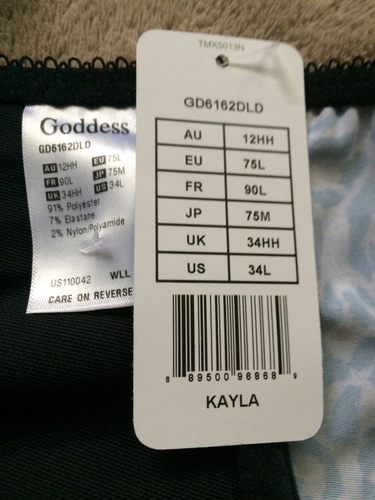 TMX5013N
GD6162DLD
AU 12HH
EU 75L
FR 90L
JP 75M
UK 34HH
US 34L
8 89500 96868 9
KAYLA
Goddess
GD6162DLD
AU 12HH EU 75L
FR 90L JP 75M
UK 34HH US 34L
91% Polyester
7% Elastane
2% Nylon/Polyamide
US110042 WLL
CARE ON REVERSE